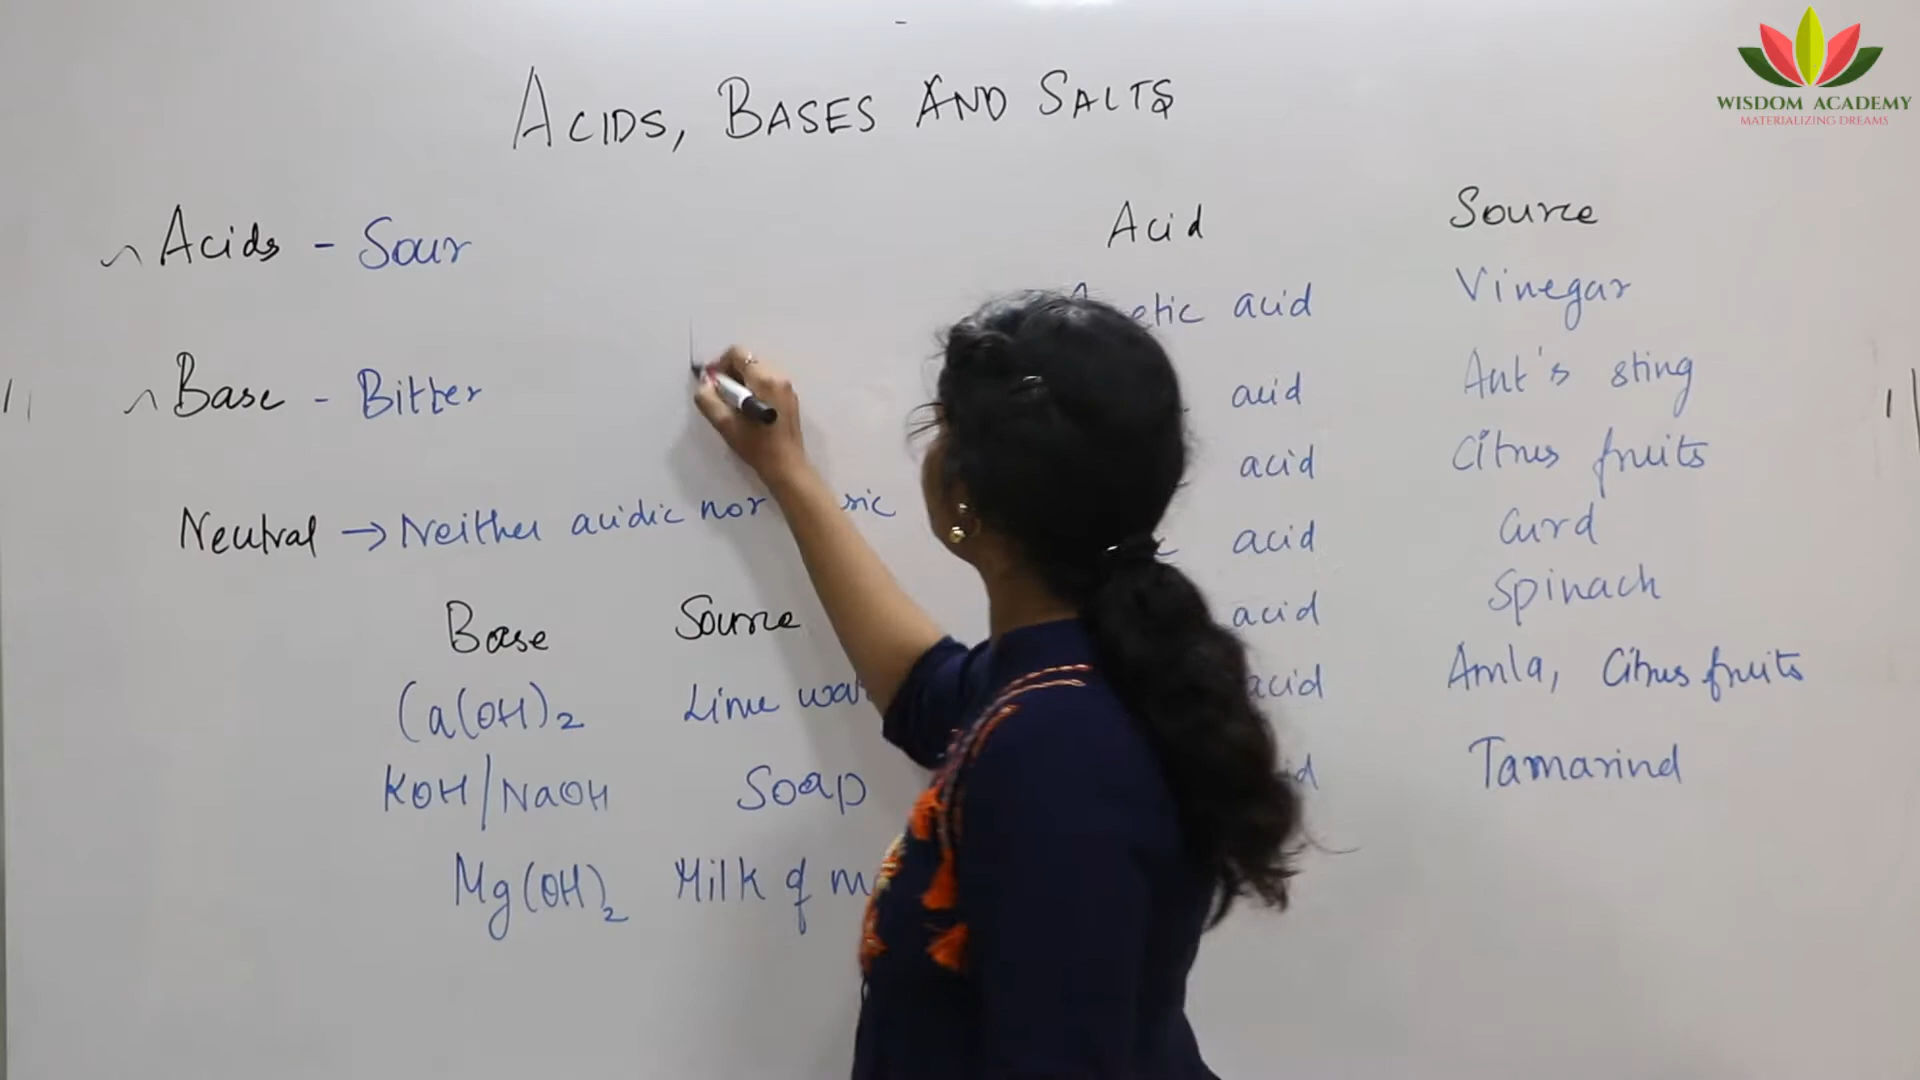 WISDOM ACADEMY
MATERIALIZING DREAMS
ACIDS, BASES AND SALTS
Acids - Sour
Base - Bitter
Neutral → Neither acidic nor
Base Source
Ca(OH)2 Lime
KOH/NaOH Soap
Mg(OH)2 Milk of
Acid Source
acid Vinegar
acid Ant's sting
acid Citrus fruits
acid Curd
acid Spinach
acid Amla, Citrus fruits
Tamarind